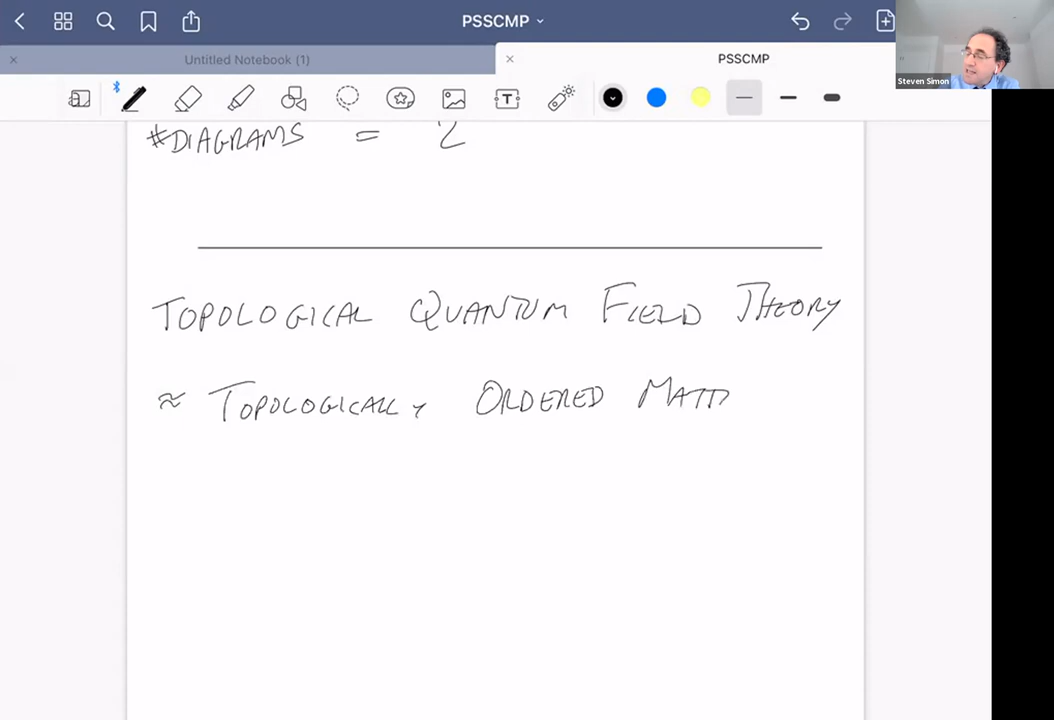 PSSCMP
Untitled Notebook (1)
PSSCMP
Steven Simon
#DIAGRAMS = 2
TOPOLOGICAL QUANTUM FIELD THEORY
≈ TOPOLOGICALLY ORDERED MATT